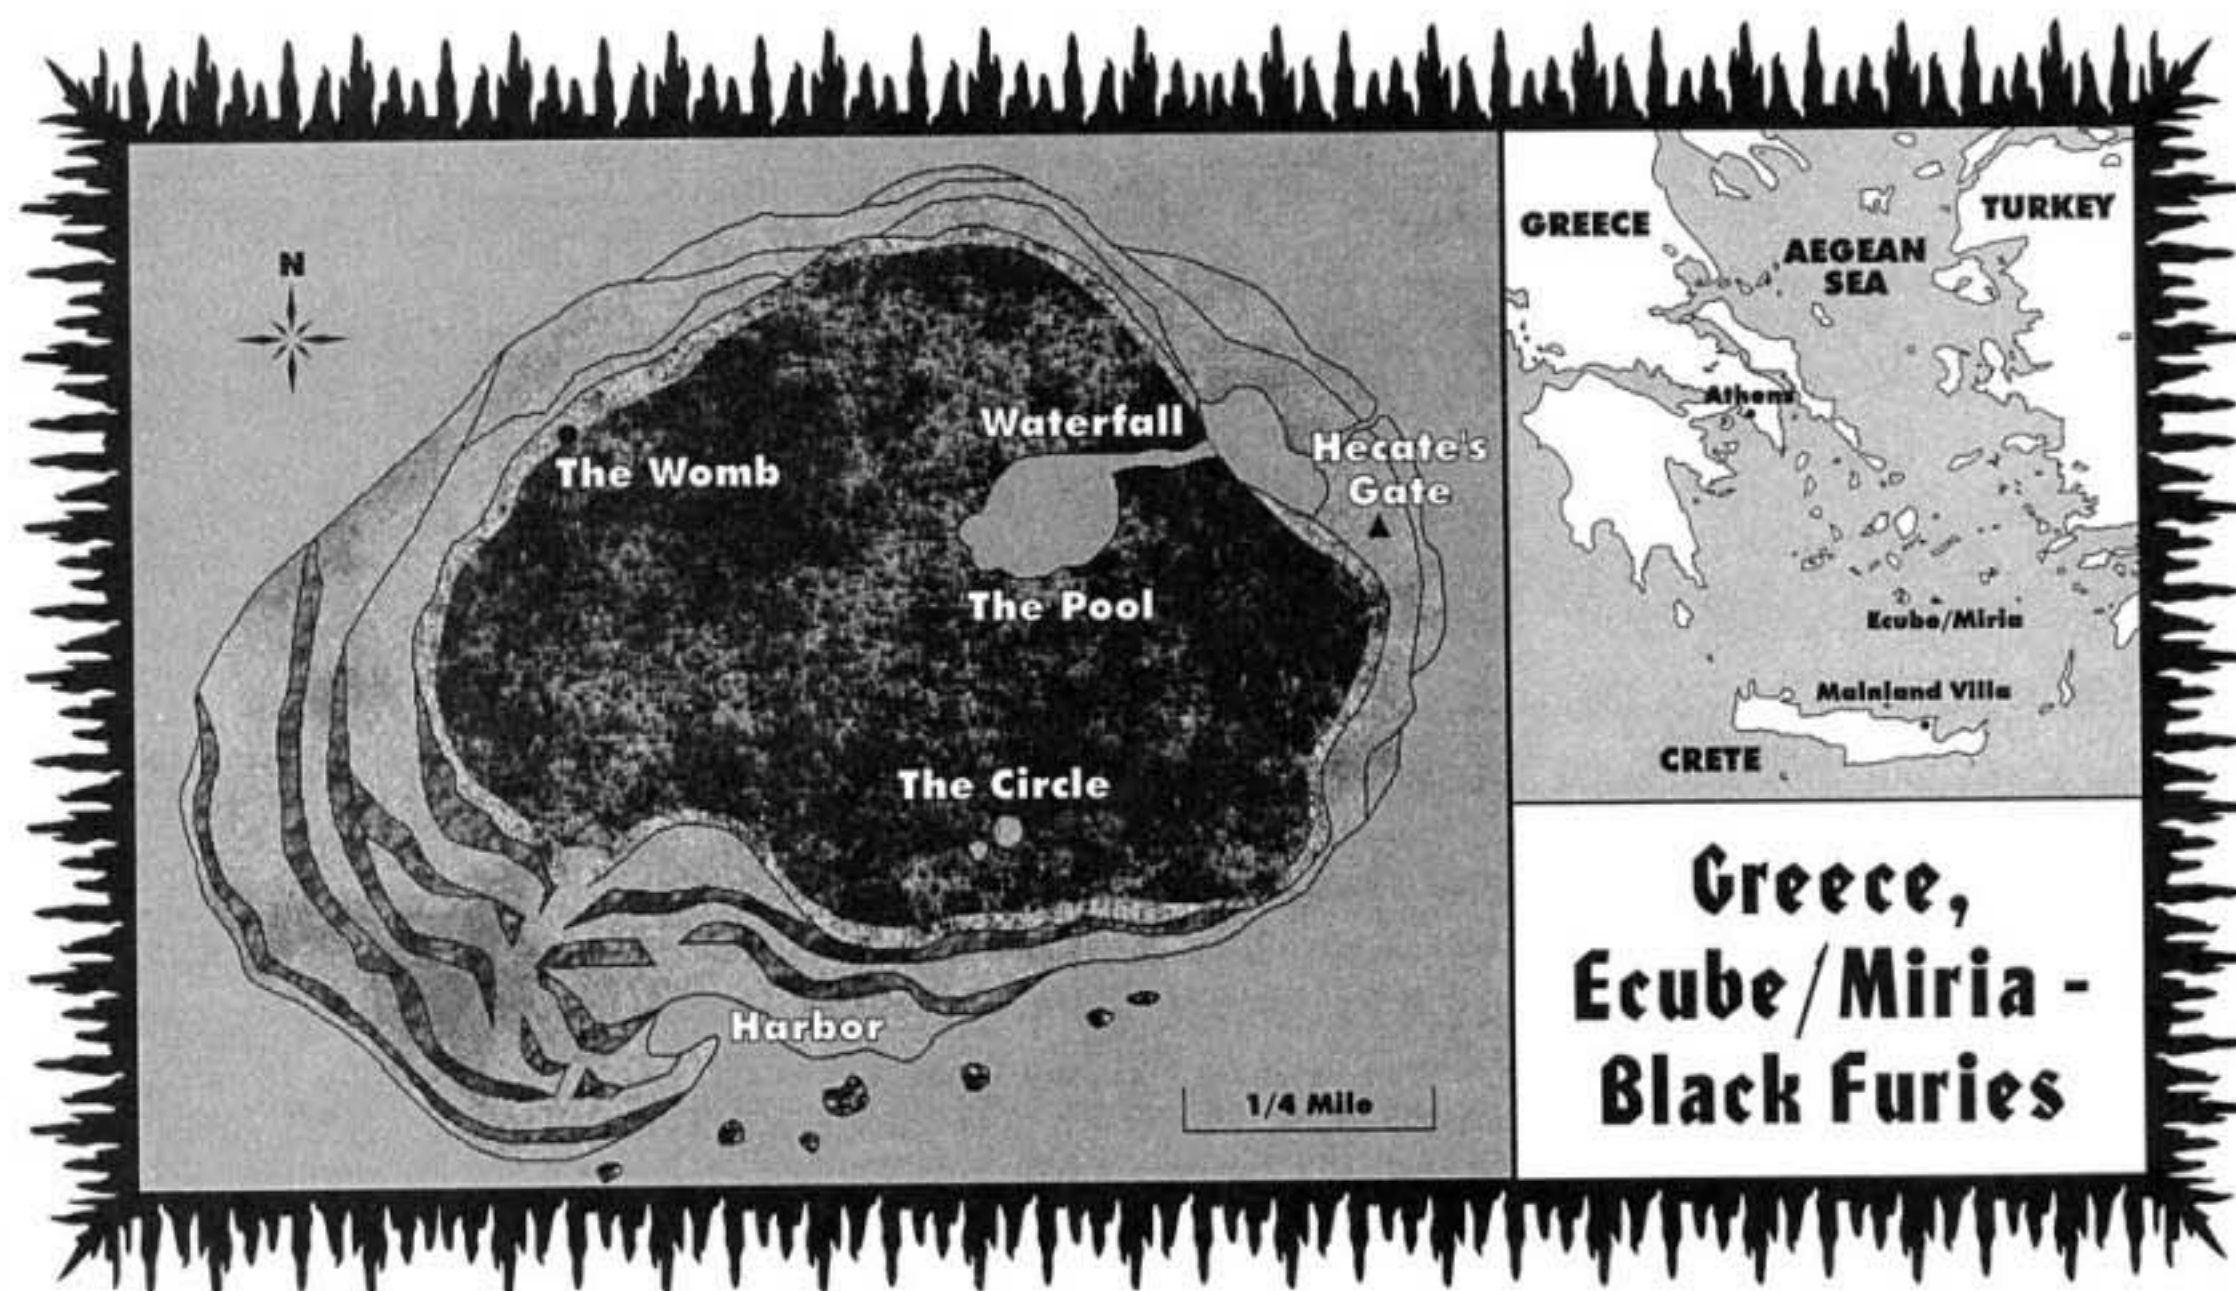 N
Waterfall
The Womb
Hecate's
Gate
The Pool
The Circle
Harbor
1/4 Mile
GREECE
TURKEY
AEGEAN
SEA
Athens
Ecube/Miria
Mainland Villa
CRETE
Greece,
Ecube/Miria -
Black Furies